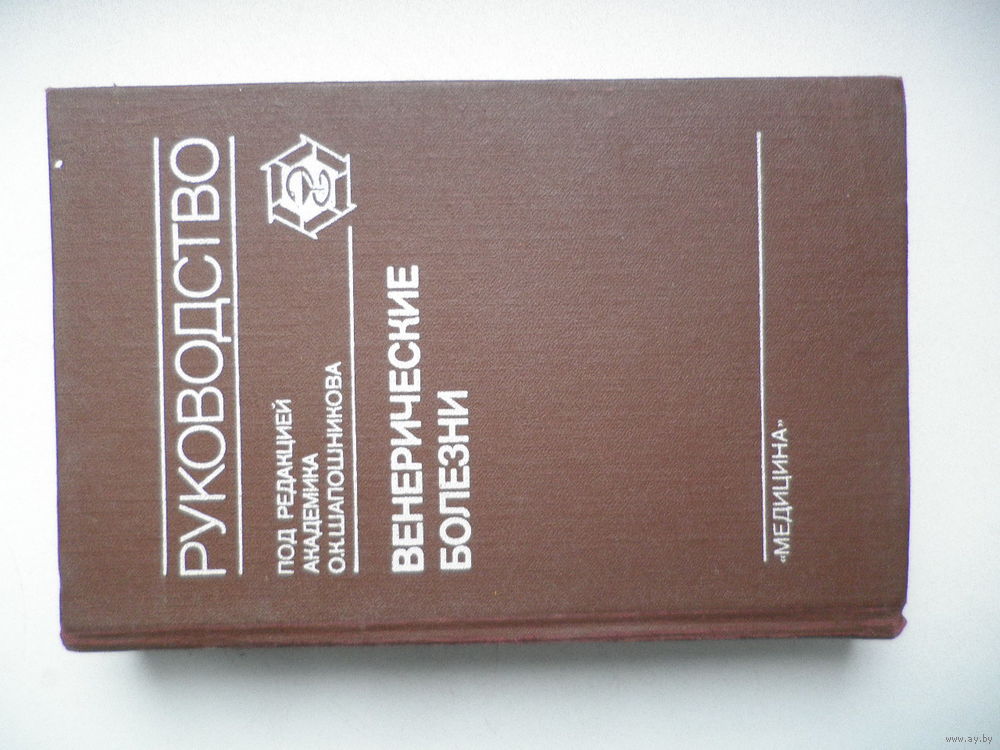 РУКОВОДСТВО
ПОД РЕДАКЦИЕЙ
АКАДЕМИКА
О.К.ШАПОШНИКОВА
ВЕНЕРИЧЕСКИЕ
БОЛЕЗНИ
«МЕДИЦИНА»
www.ay.by